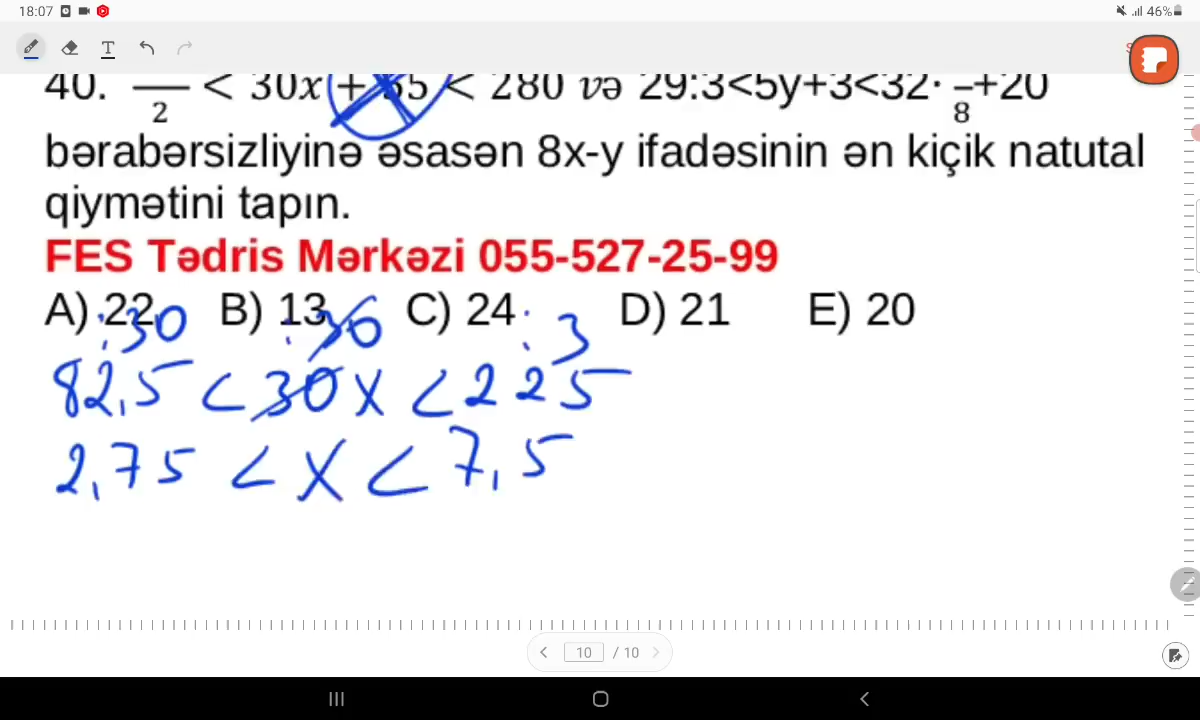 18:07 46%
T
40. — < 30x + 55 < 280 və 29:3<5y+3<32· –+20
2 8
bərabərsizliyinə əsasən 8x-y ifadəsinin ən kiçik natutal
qiymətini tapın.
FES Tədris Mərkəzi 055-527-25-99
A) 22 B) 13 C) 24 D) 21 E) 20
:30 :30 :3
82,5 < 30x < 225
2,75 < x < 7,5
10 / 10